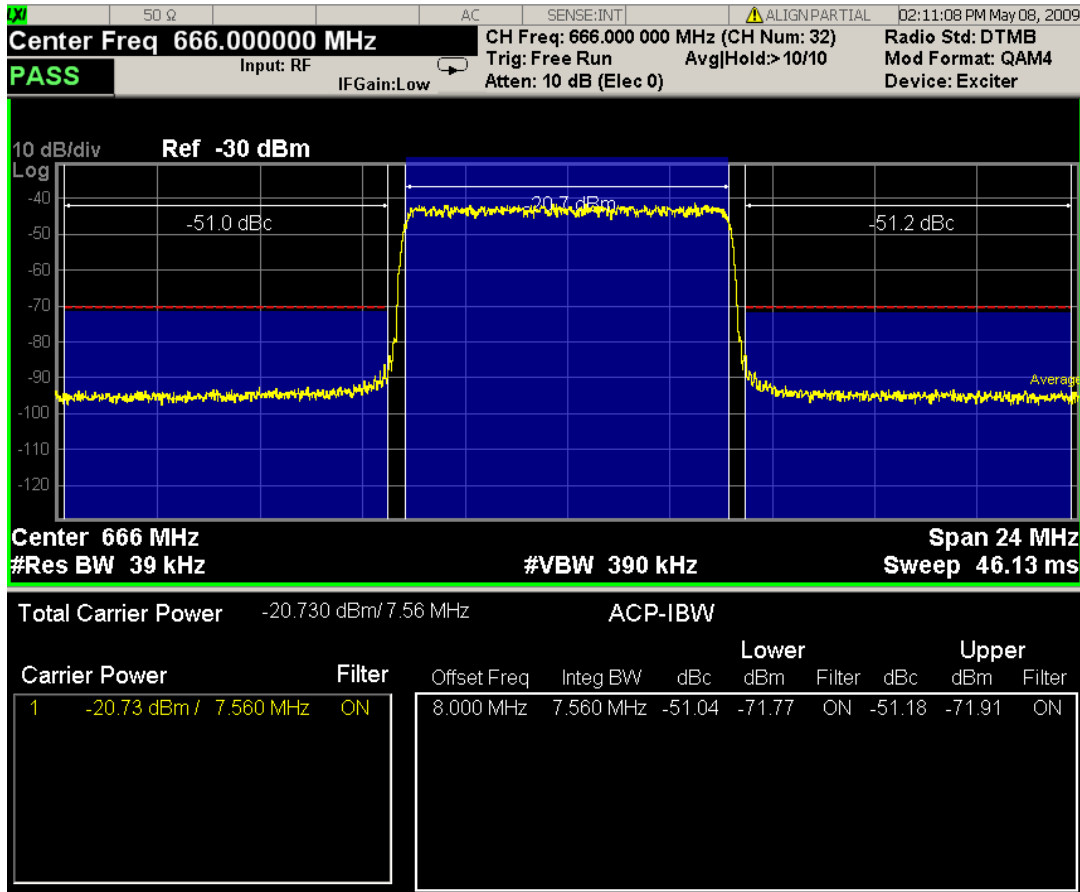 LXI 50 Ω AC SENSE:INT ALIGN PARTIAL 02:11:08 PM May 08, 2009
Center Freq 666.000000 MHz
CH Freq: 666.000 000 MHz (CH Num: 32)
Radio Std: DTMB
Input: RF
Trig: Free Run
Avg|Hold:>10/10
Mod Format: QAM4
PASS
IFGain:Low
Atten: 10 dB (Elec 0)
Device: Exciter
10 dB/div Ref -30 dBm
Log
-40
-20.7 dBm
-51.0 dBc
-51.2 dBc
-50
-60
-70
-80
-90
Average
-100
-110
-120
Center 666 MHz Span 24 MHz
#Res BW 39 kHz #VBW 390 kHz Sweep 46.13 ms
Total Carrier Power -20.730 dBm/ 7.56 MHz ACP-IBW
Lower Upper
Carrier Power Filter Offset Freq Integ BW dBc dBm Filter dBc dBm Filter
1 -20.73 dBm / 7.560 MHz ON 8.000 MHz 7.560 MHz -51.04 -71.77 ON -51.18 -71.91 ON